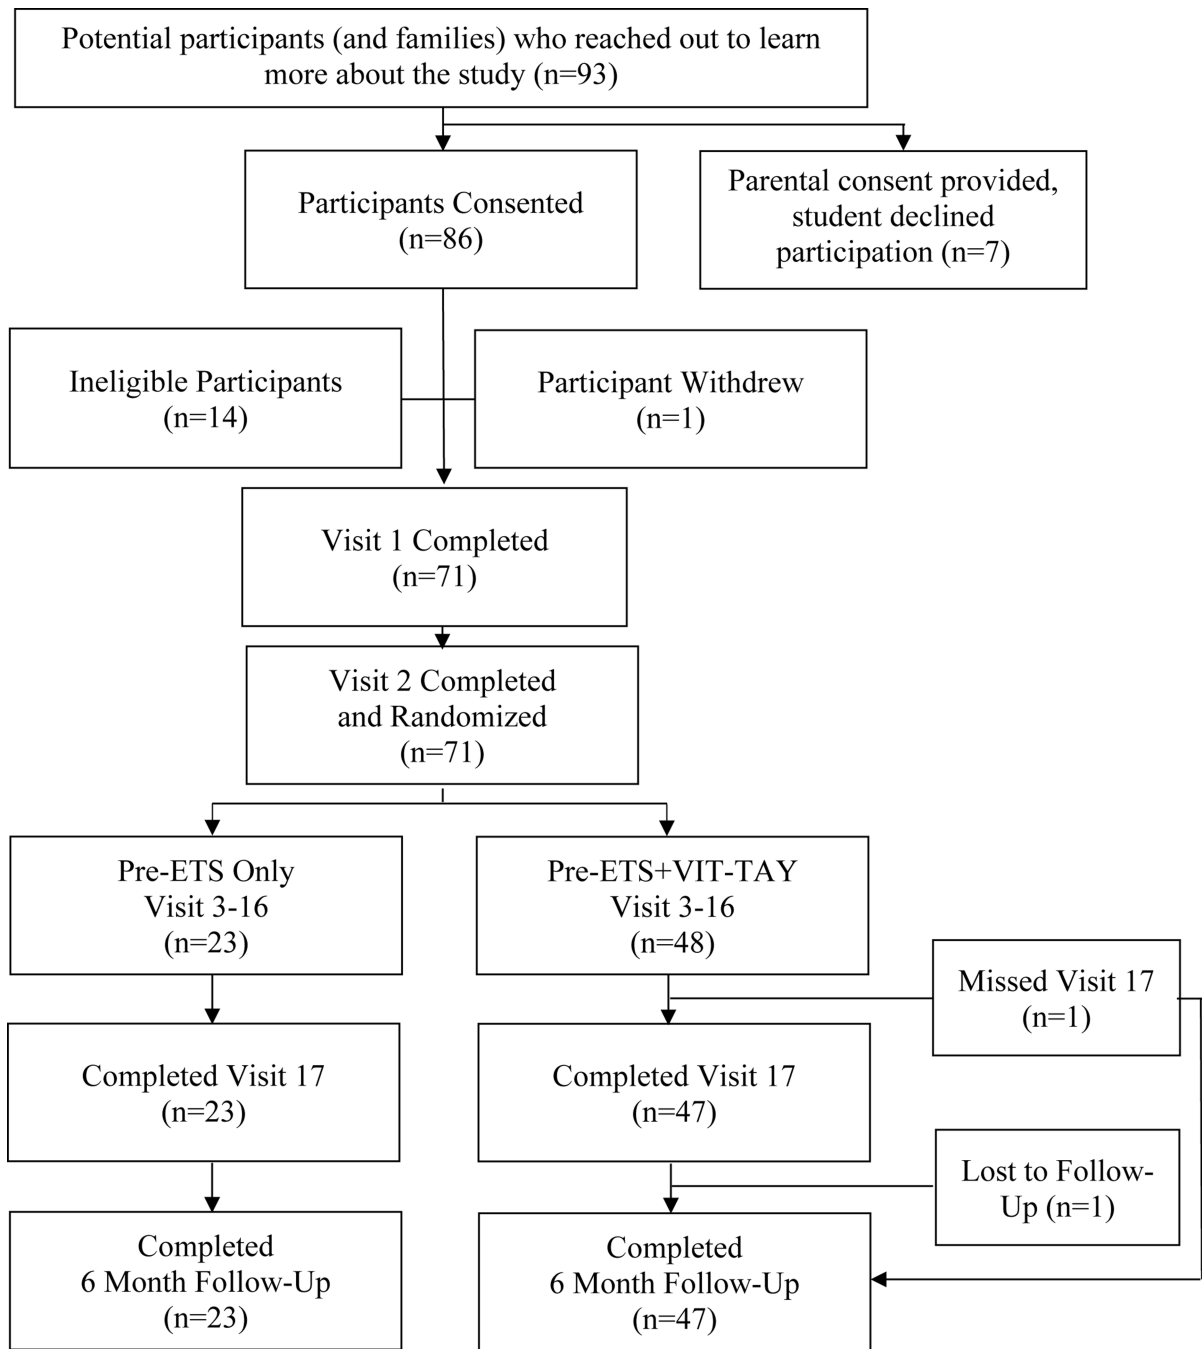 Potential participants (and families) who reached out to learn
more about the study (n=93)
Participants Consented
(n=86)
Parental consent provided,
student declined
participation (n=7)
Ineligible Participants
(n=14)
Participant Withdrew
(n=1)
Visit 1 Completed
(n=71)
Visit 2 Completed
and Randomized
(n=71)
Pre-ETS Only
Visit 3-16
(n=23)
Pre-ETS+VIT-TAY
Visit 3-16
(n=48)
Missed Visit 17
(n=1)
Completed Visit 17
(n=23)
Completed Visit 17
(n=47)
Lost to Follow-
Up (n=1)
Completed
6 Month Follow-Up
(n=23)
Completed
6 Month Follow-Up
(n=47)